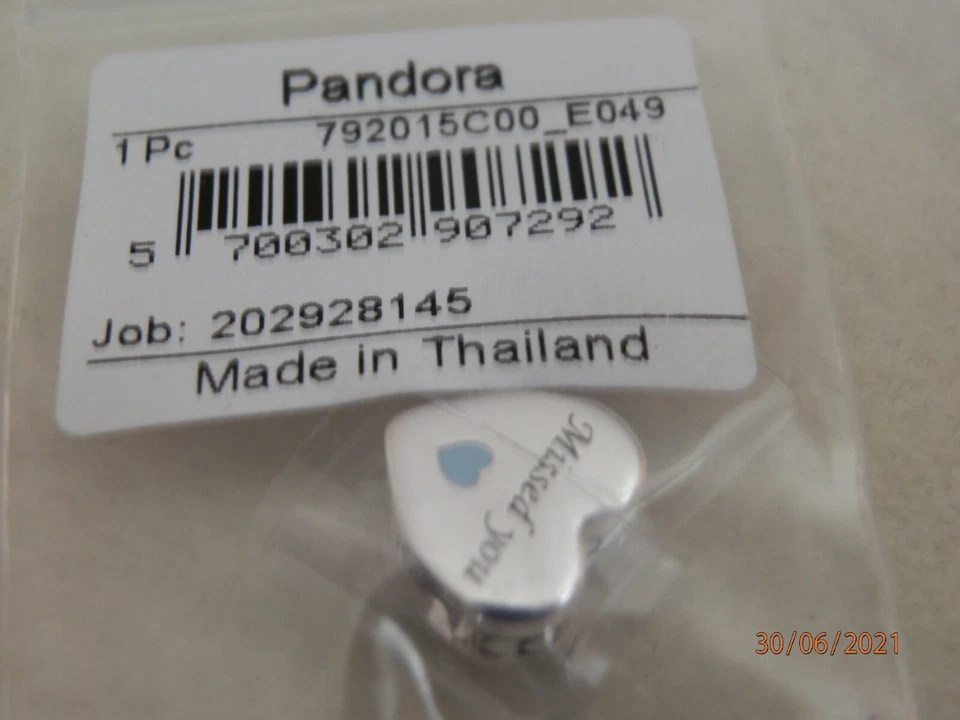 Pandora
1 Pc 792015C00_E049
5 700302 907292
Job: 202928145
Made in Thailand
Missed you
30/06/2021